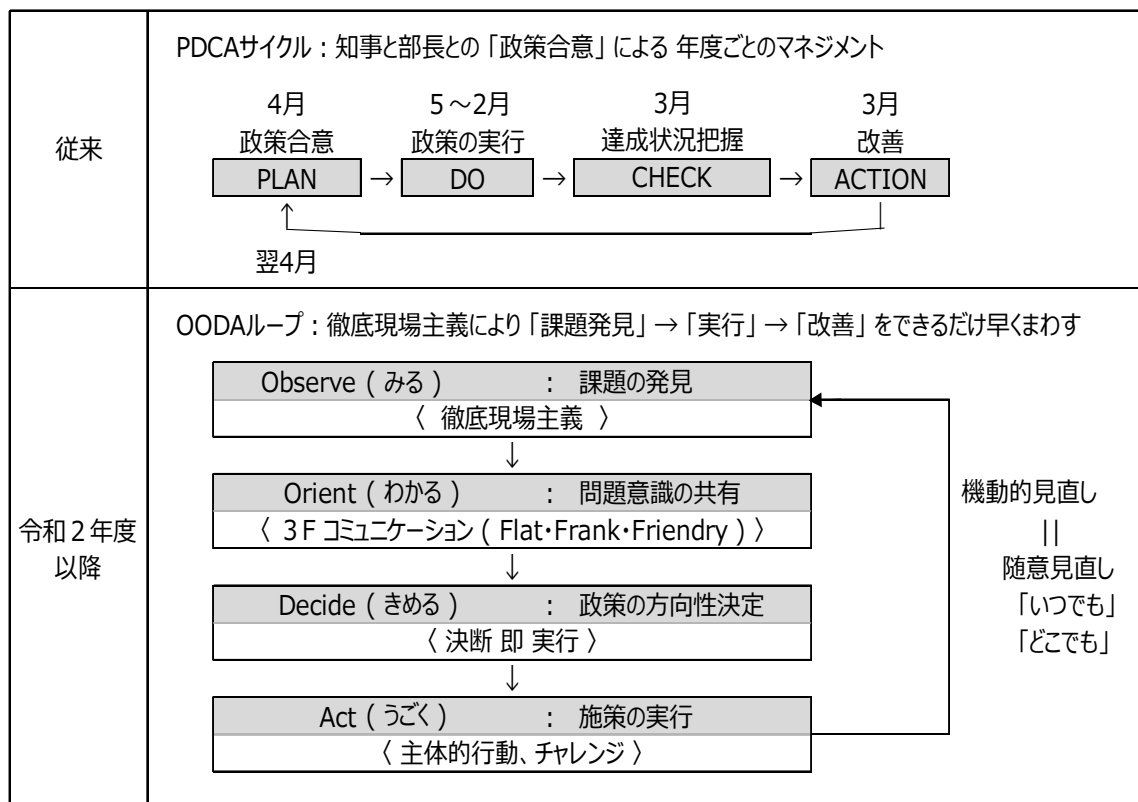 従来
PDCAサイクル：知事と部長との「政策合意」による 年度ごとのマネジメント
4月 5～2月 3月 3月
政策合意 政策の実行 達成状況把握 改善
PLAN → DO → CHECK → ACTION
↑
翌4月
令和２年度
以降
OODAループ：徹底現場主義により「課題発見」→「実行」→「改善」をできるだけ早くまわす
Observe（みる） ： 課題の発見
〈 徹底現場主義 〉
↓
Orient（わかる） ： 問題意識の共有
〈 ３F コミュニケーション（Flat･Frank･Friendry）〉
↓
Decide（きめる） ： 政策の方向性決定
〈 決断 即 実行 〉
↓
Act（うごく） ： 施策の実行
〈 主体的行動、チャレンジ 〉
機動的見直し
||
随意見直し
「いつでも」
「どこでも」